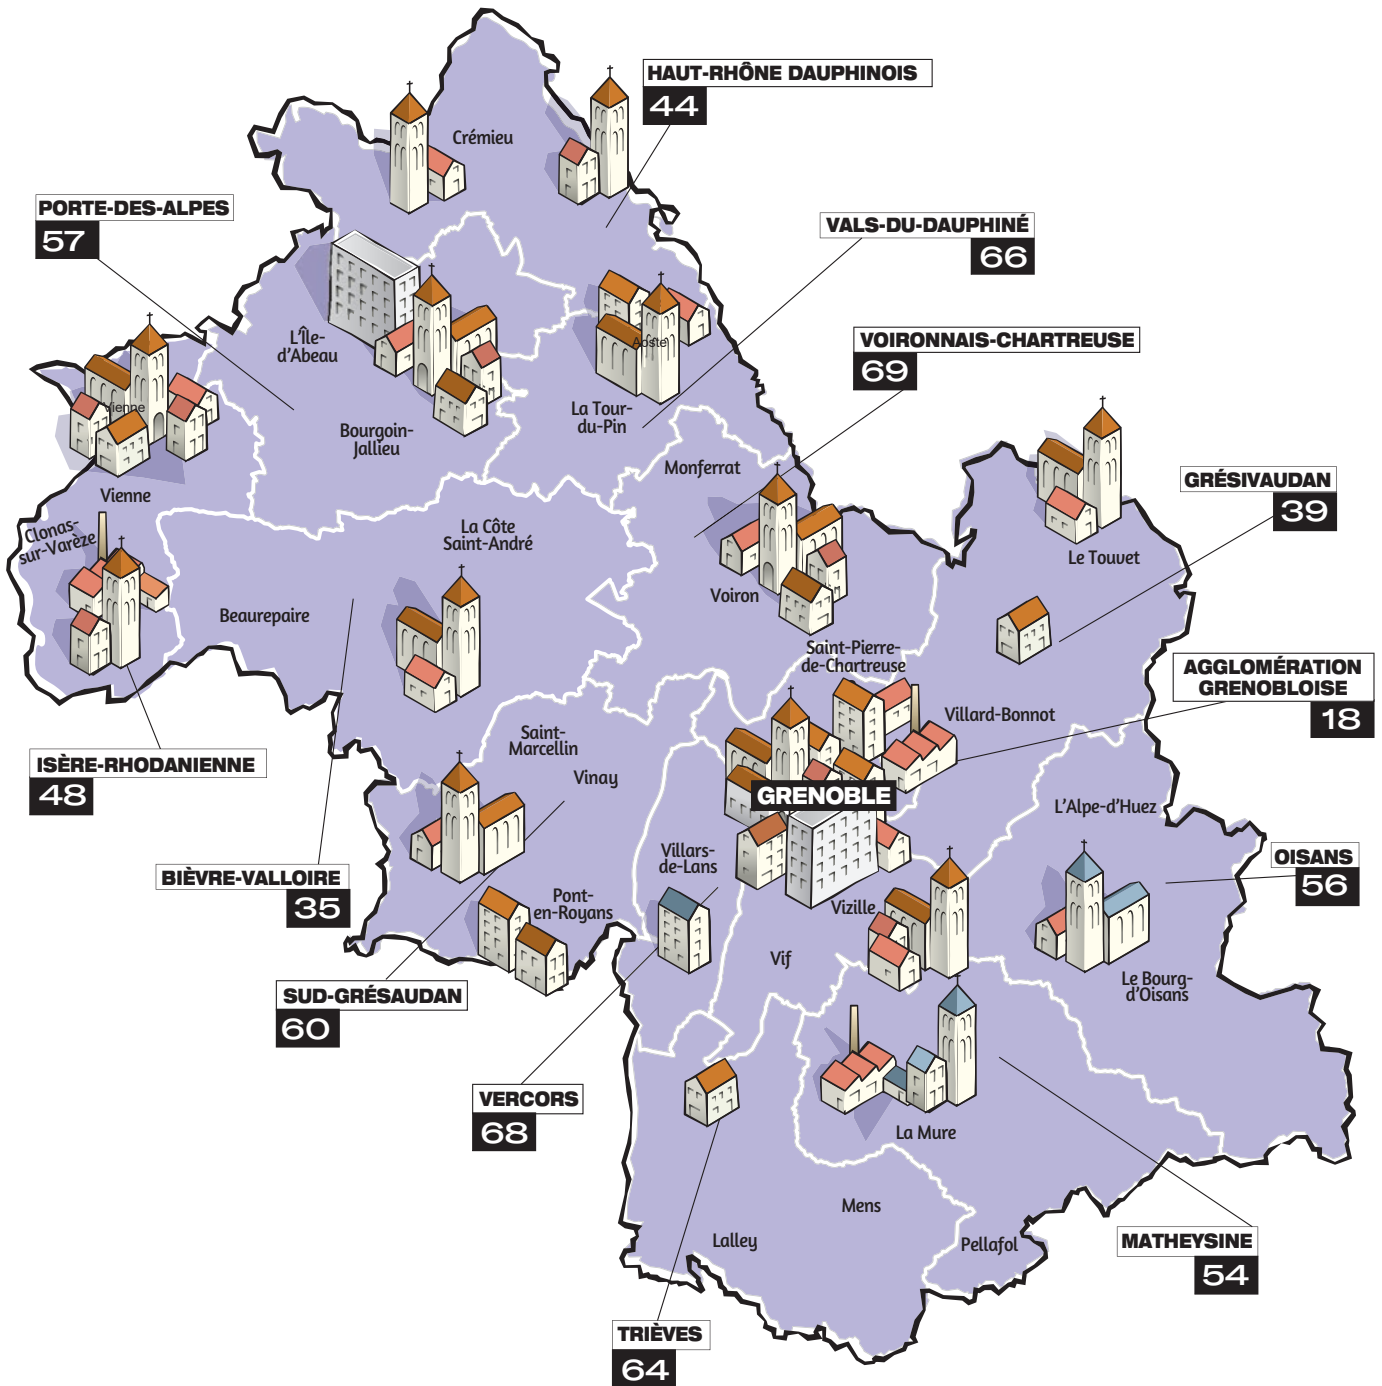 HAUT-RHÔNE DAUPHINOIS
44
Crémieu
PORTE-DES-ALPES
57
VALS-DU-DAUPHINÉ
66
L'Île-
d'Abeau
Aoste
VOIRONNAIS-CHARTREUSE
69
Vienne
La Tour-
du-Pin
Bourgoin-
Jallieu
Monferrat
GRÉSIVAUDAN
39
Vienne
Clonas-
sur-Varèze
La Côte
Saint-André
Le Touvet
Voiron
Beaurepaire
Saint-Pierre-
de-Chartreuse
AGGLOMÉRATION
GRENOBLOISE
18
Villard-Bonnot
Saint-
Marcellin
ISÈRE-RHODANIENNE
48
Vinay
GRENOBLE
L'Alpe-d'Huez
Villars-
de-Lans
OISANS
56
BIÈVRE-VALLOIRE
35
Pont-
en-Royans
Vizille
Vif
Le Bourg-
d'Oisans
SUD-GRÉSAUDAN
60
VERCORS
68
La Mure
Mens
Lalley
Pellafol
MATHEYSINE
54
TRIÈVES
64